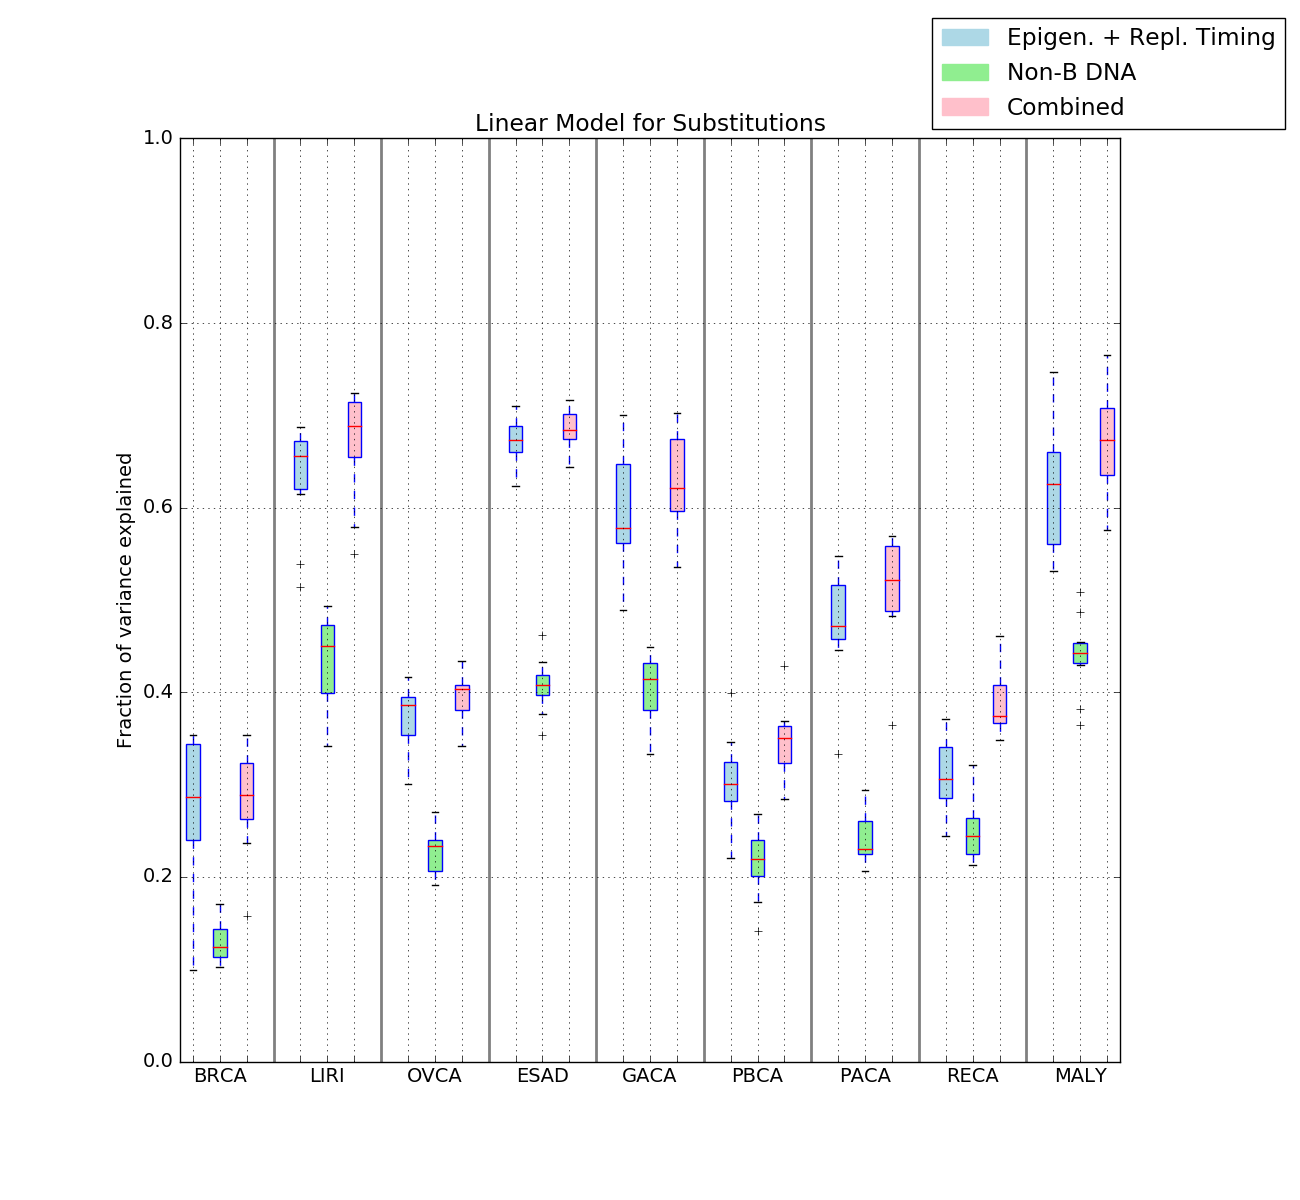 Epigen. + Repl. Timing
Non-B DNA
Combined
Linear Model for Substitutions
Fraction of variance explained
1.0
0.8
0.6
0.4
0.2
0.0
BRCA LIRI OVCA ESAD GACA PBCA PACA RECA MALY